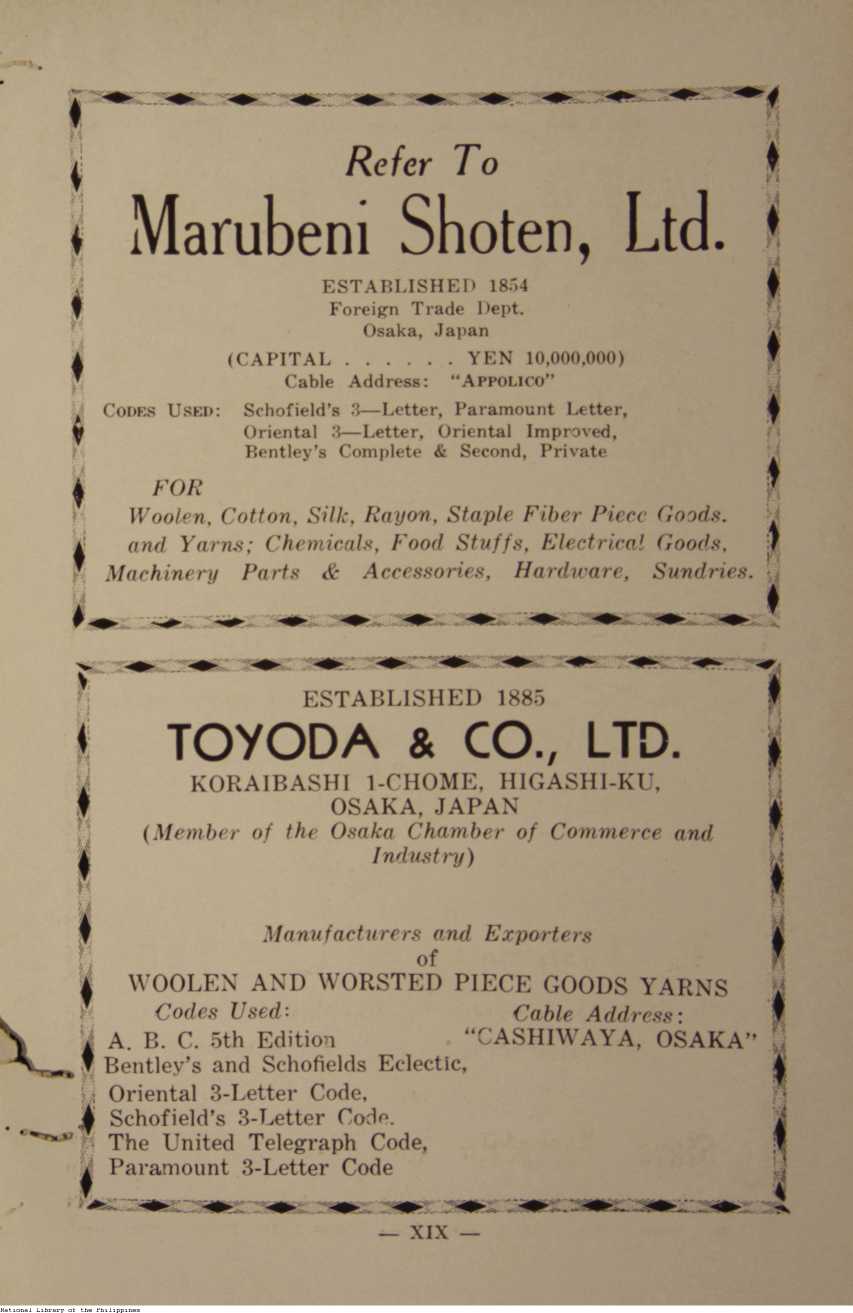 Refer To
Marubeni Shoten, Ltd.
ESTABLISHED 1854
Foreign Trade Dept.
Osaka, Japan
(CAPITAL . . . . . . YEN 10,000,000)
Cable Address: "APPOLICO"
CODES USED: Schofield's 3—Letter, Paramount Letter,
Oriental 3—Letter, Oriental Improved,
Bentley's Complete & Second, Private
FOR
Woolen, Cotton, Silk, Rayon, Staple Fiber Piece Goods.
and Yarns; Chemicals, Food Stuffs, Electrical Goods,
Machinery Parts & Accessories, Hardware, Sundries.
ESTABLISHED 1885
TOYODA & CO., LTD.
KORAIBASHI 1-CHOME, HIGASHI-KU,
OSAKA, JAPAN
(Member of the Osaka Chamber of Commerce and
Industry)
Manufacturers and Exporters
of
WOOLEN AND WORSTED PIECE GOODS YARNS
Codes Used: Cable Address:
A. B. C. 5th Edition "CASHIWAYA, OSAKA"
Bentley's and Schofields Eclectic,
Oriental 3-Letter Code,
Schofield's 3-Letter Code.
The United Telegraph Code,
Paramount 3-Letter Code
— XIX —
National Library of the Philippines